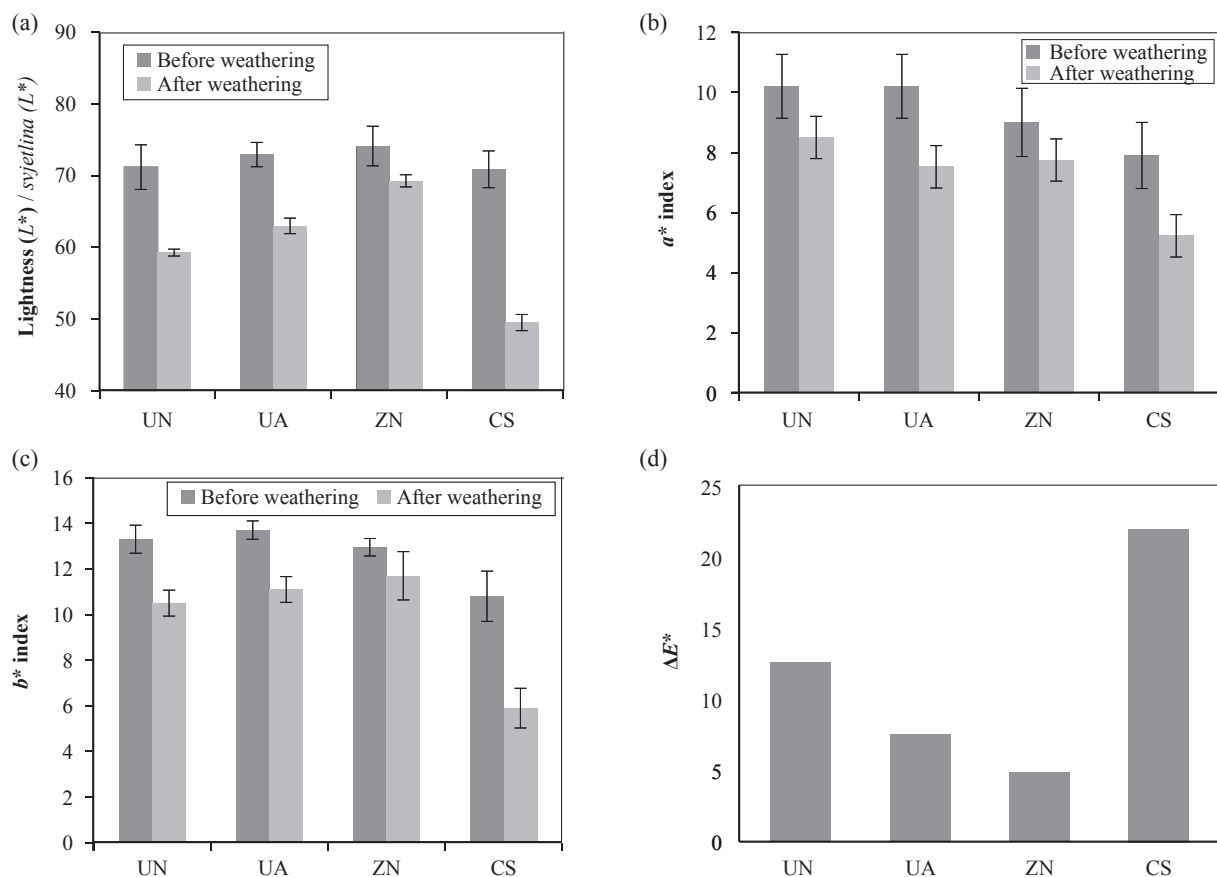 (a)
90
80
70
60
50
40
Lightness (L*) / svjetlina (L*)
Before weathering
After weathering
UN UA ZN CS
(b)
12
10
8
6
4
2
0
a* index
Before weathering
After weathering
UN UA ZN CS
(c)
16
14
12
10
8
6
4
2
0
b* index
Before weathering After weathering
UN UA ZN CS
(d)
25
20
15
10
5
0
ΔE*
UN UA ZN CS